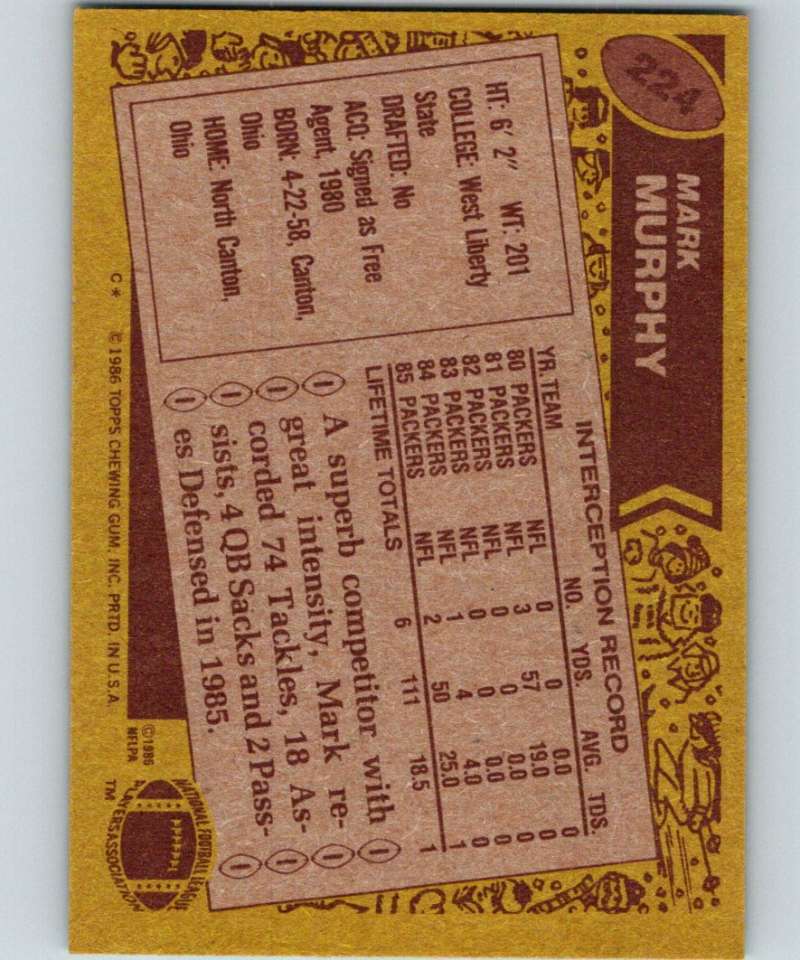 224
MARK
MURPHY
HT: 6' 2" WT: 201
COLLEGE: West Liberty
State
DRAFTED: No
ACQ: Signed as Free
Agent, 1980
BORN: 4-22-58, Canton,
Ohio
HOME: North Canton,
Ohio
INTERCEPTION RECORD
YR. TEAM NO. YDS. AVG. TDS.
80 PACKERS NFL 0 0 0.0 0
81 PACKERS NFL 3 57 19.0 0
82 PACKERS NFL 0 0 0.0 0
83 PACKERS NFL 0 0 0.0 0
84 PACKERS NFL 1 4 4.0 0
85 PACKERS NFL 2 50 25.0 1
LIFETIME TOTALS 6 111 18.5 1
A superb competitor with
great intensity, Mark re-
corded 74 Tackles, 18 As-
sists, 4 QB Sacks and 2 Pass-
es Defensed in 1985.
C* © 1986 TOPPS CHEWING GUM, INC. PRTD. IN U.S.A.
©1986
NFLPA
NATIONAL FOOTBALL LEAGUE
PLAYERS ASSOCIATION
TM